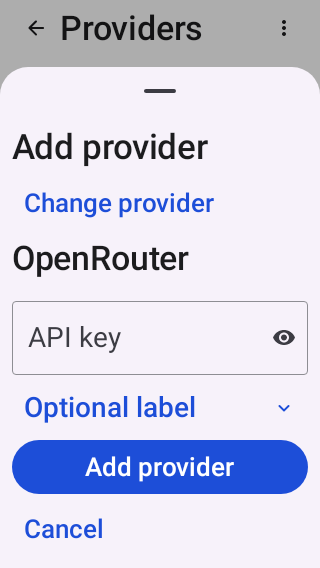 Providers
Add provider
Change provider
OpenRouter
API key
Optional label
Add provider
Cancel